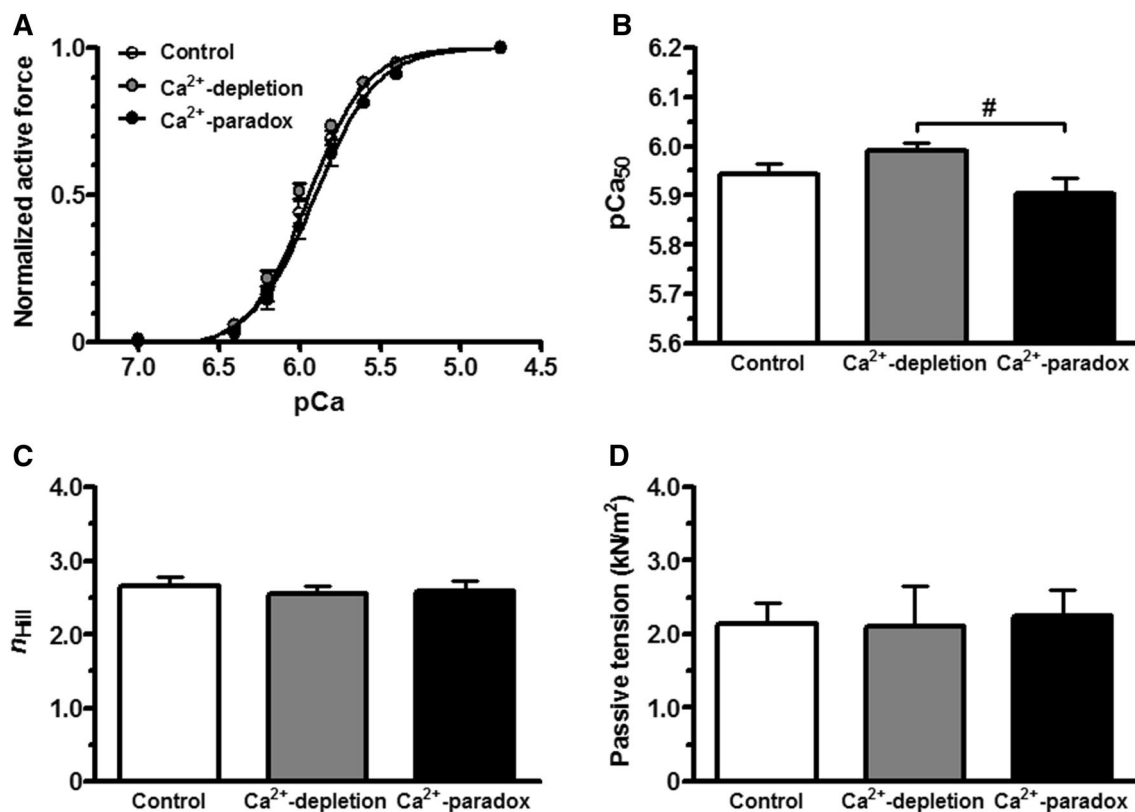 A
Normalized active force
1.0
0.5
0
Control
Ca²⁺-depletion
Ca²⁺-paradox
7.0 6.5 6.0 5.5 5.0 4.5
pCa
B
pCa₅₀
6.2
6.1
6.0
5.9
5.8
5.7
5.6
#
Control Ca²⁺-depletion Ca²⁺-paradox
C
nHill
4.0
3.0
2.0
1.0
0
Control Ca²⁺-depletion Ca²⁺-paradox
D
Passive tension (kN/m²)
4.0
3.0
2.0
1.0
0
Control Ca²⁺-depletion Ca²⁺-paradox